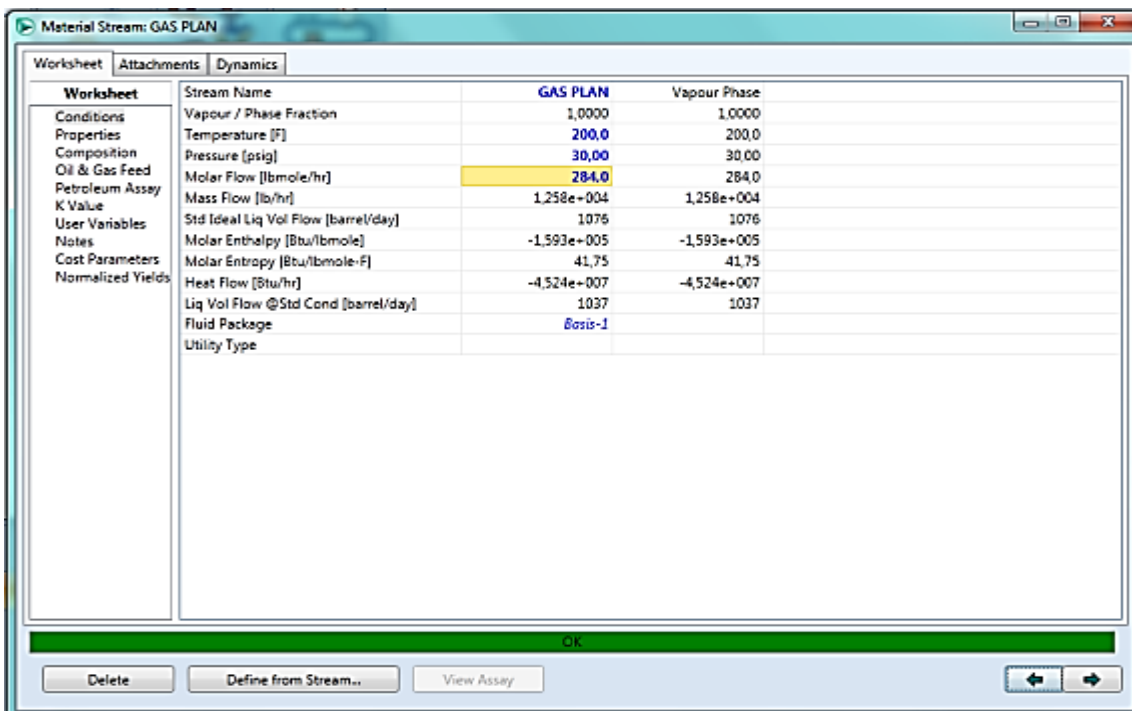 Material Stream: GAS PLAN
Worksheet Attachments Dynamics
Worksheet
Conditions
Properties
Composition
Oil & Gas Feed
Petroleum Assay
K Value
User Variables
Notes
Cost Parameters
Normalized Yields
Stream Name GAS PLAN Vapour Phase
Vapour / Phase Fraction 1,0000 1,0000
Temperature [F] 200,0 200,0
Pressure [psig] 30,00 30,00
Molar Flow [lbmole/hr] 284,0 284,0
Mass Flow [lb/hr] 1,258e+004 1,258e+004
Std Ideal Liq Vol Flow [barrel/day] 1076 1076
Molar Enthalpy [Btu/lbmole] -1,593e+005 -1,593e+005
Molar Entropy [Btu/lbmole-F] 41,75 41,75
Heat Flow [Btu/hr] -4,524e+007 -4,524e+007
Liq Vol Flow @Std Cond [barrel/day] 1037 1037
Fluid Package Basis-1
Utility Type
OK
Delete Define from Stream... View Assay